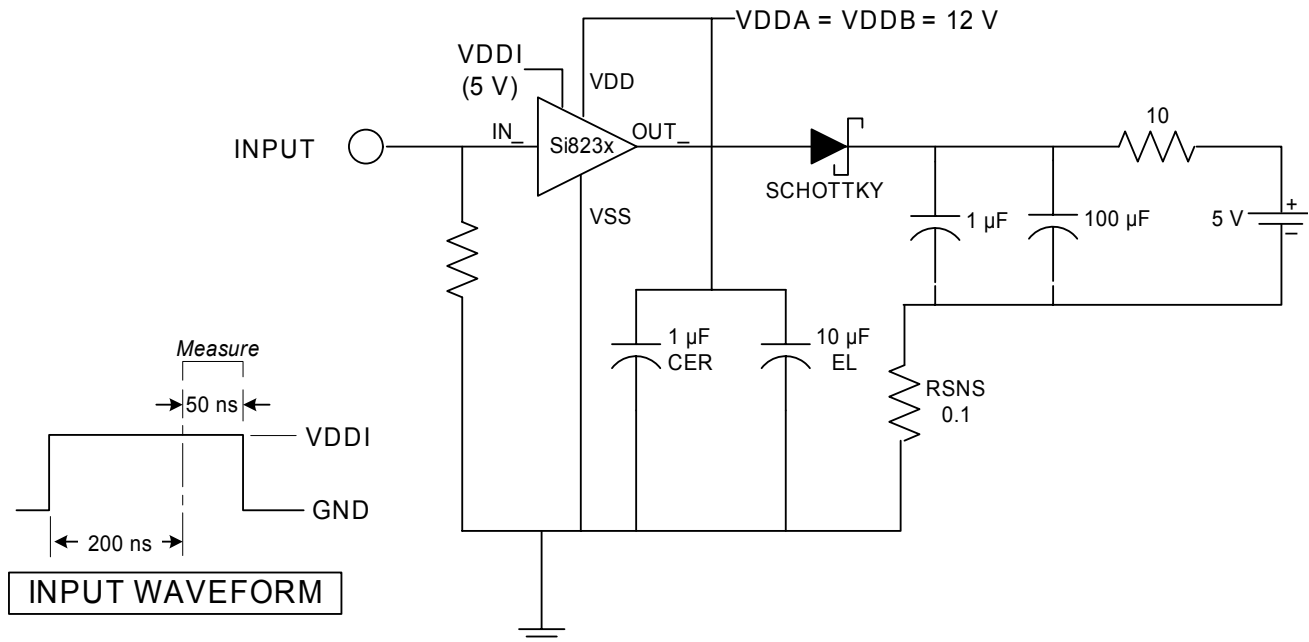 VDDA = VDDB = 12 V
VDDI
(5 V)
VDD
10
INPUT
IN_
Si823x
OUT_
SCHOTTKY
VSS
1 µF
100 µF
5 V
+
–
1 µF
CER
10 µF
EL
RSNS
0.1
Measure
50 ns
VDDI
GND
200 ns
INPUT WAVEFORM